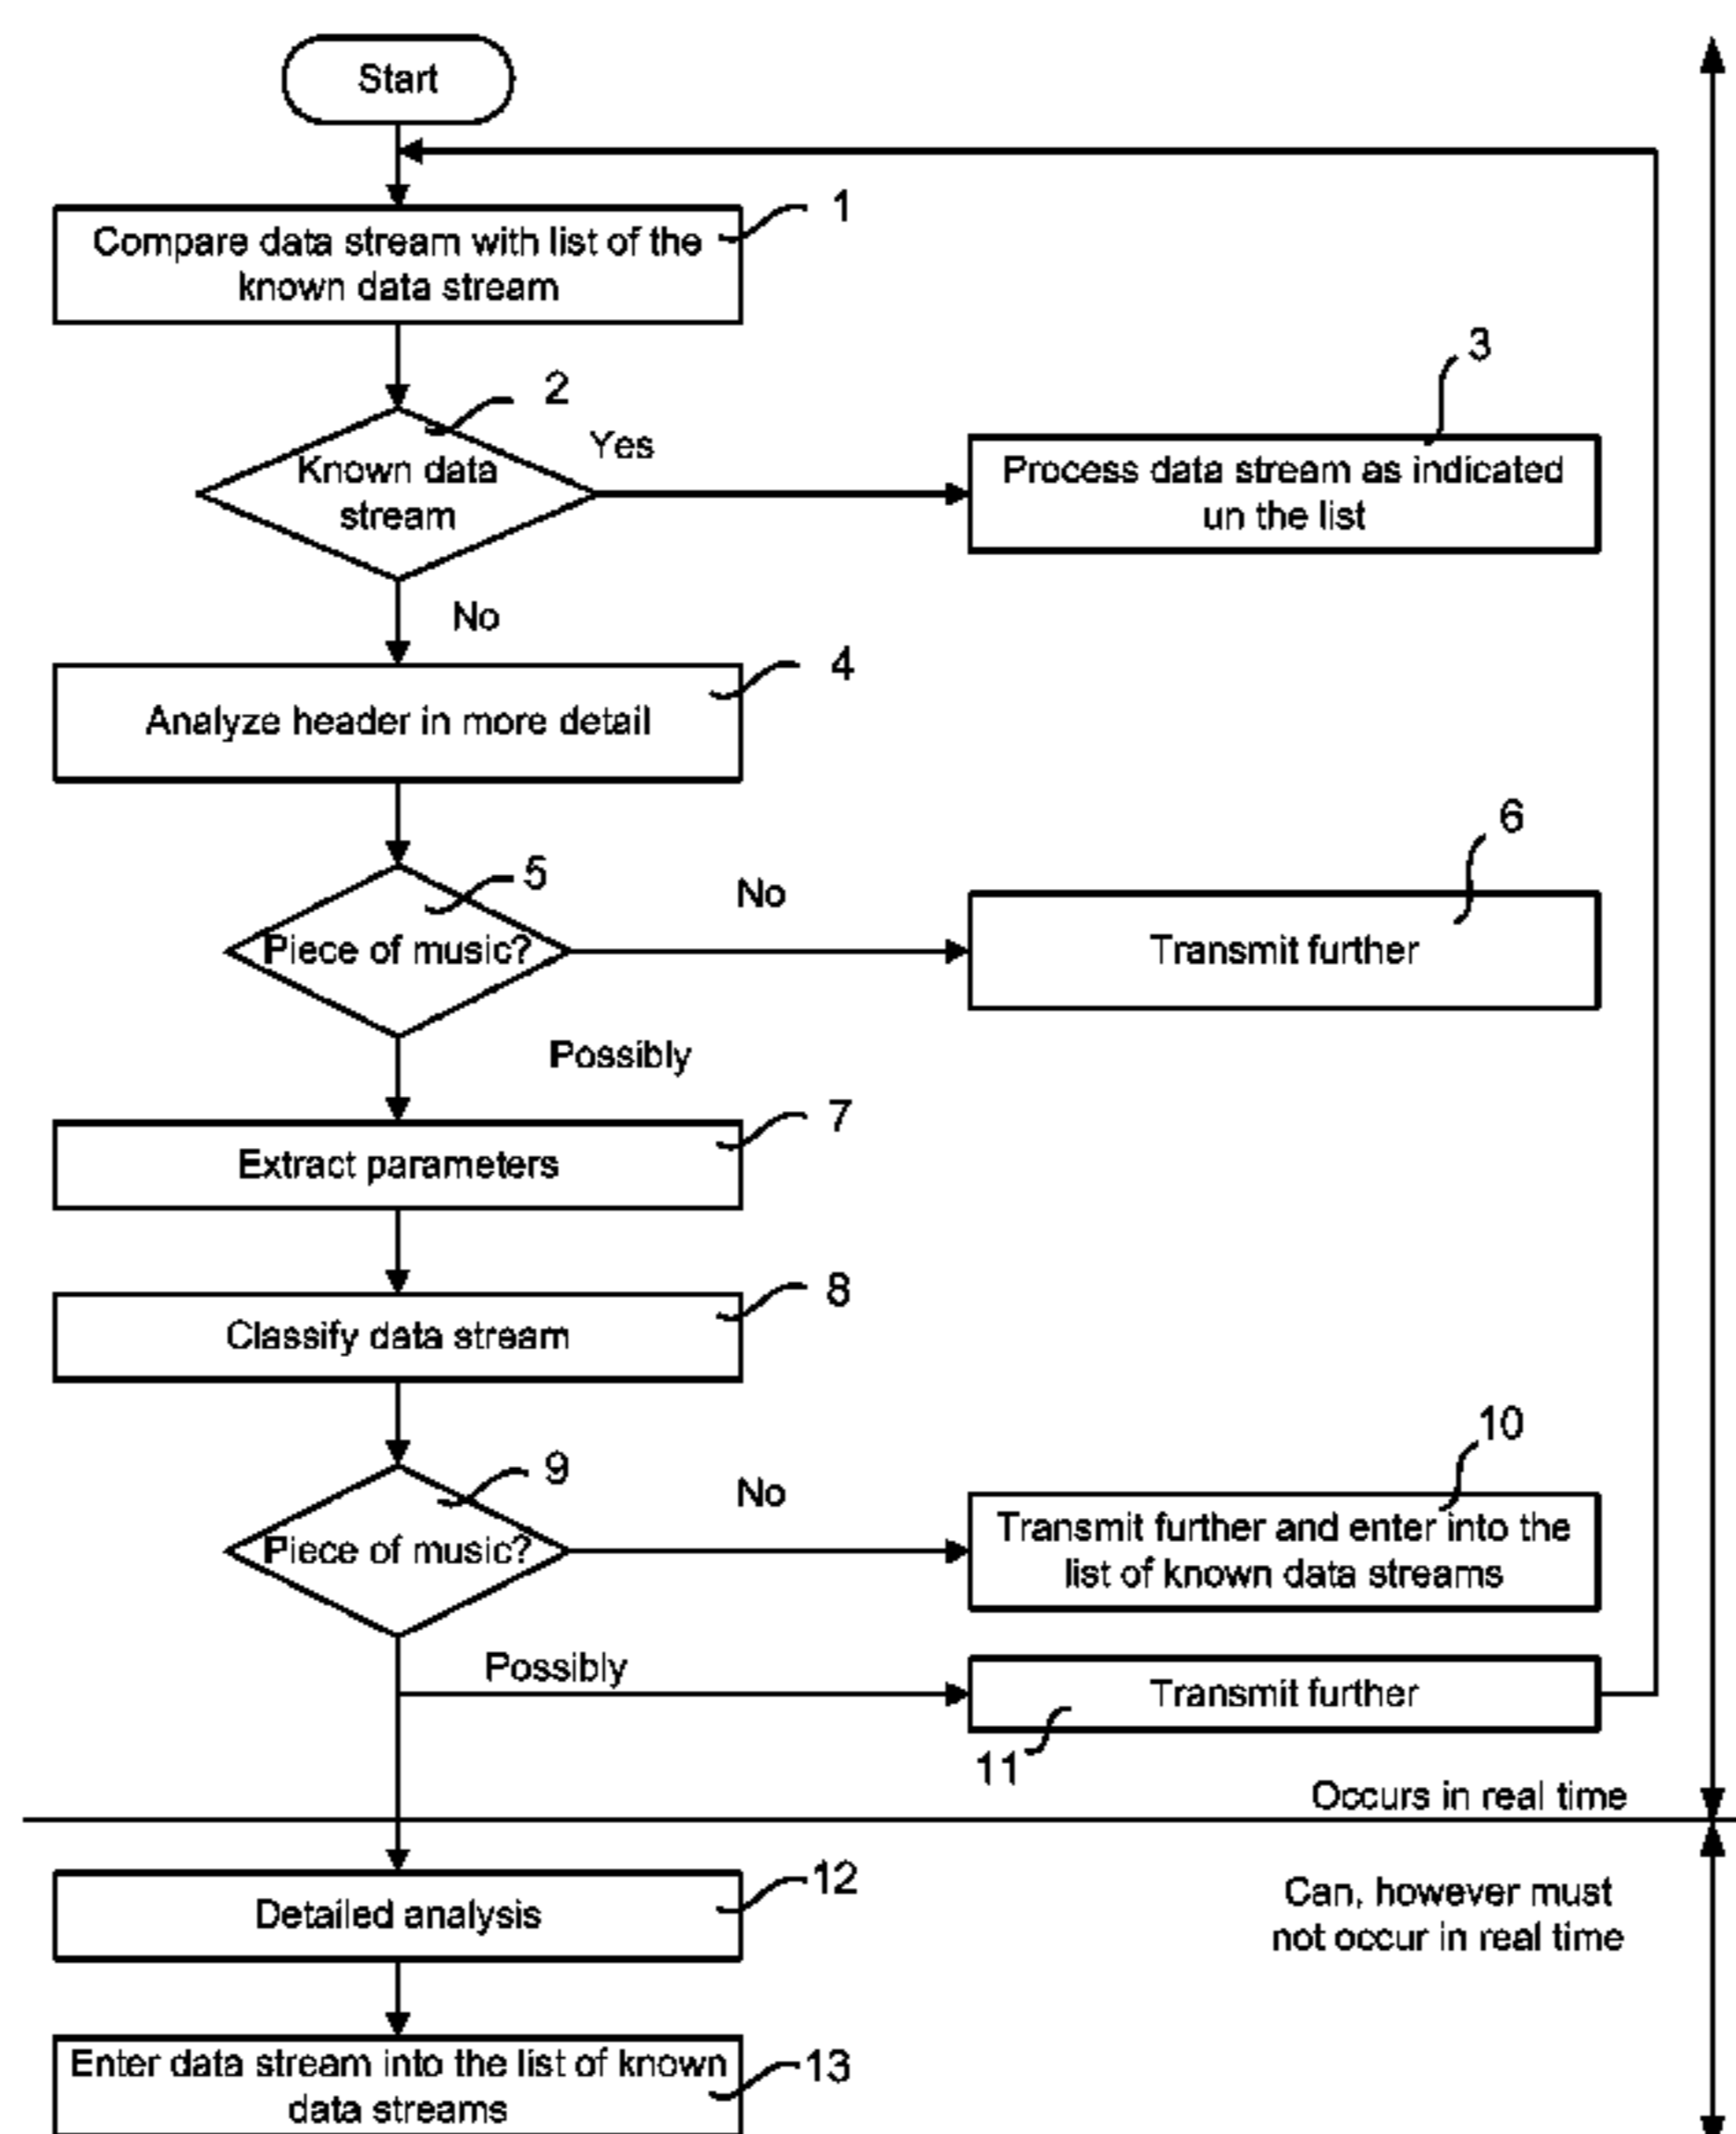 Start
1
Compare data stream with list of the
known data stream
2
3
Known data
stream
Yes
Process data stream as indicated
un the list
No
4
Analyze header in more detail
5
6
Piece of music?
No
Transmit further
Possibly
7
Extract parameters
8
Classify data stream
9
10
Piece of music?
No
Transmit further and enter into the
list of known data streams
Possibly
Transmit further
11
Occurs in real time
12
Detailed analysis
Can, however must
not occur in real time
13
Enter data stream into the list of known
data streams